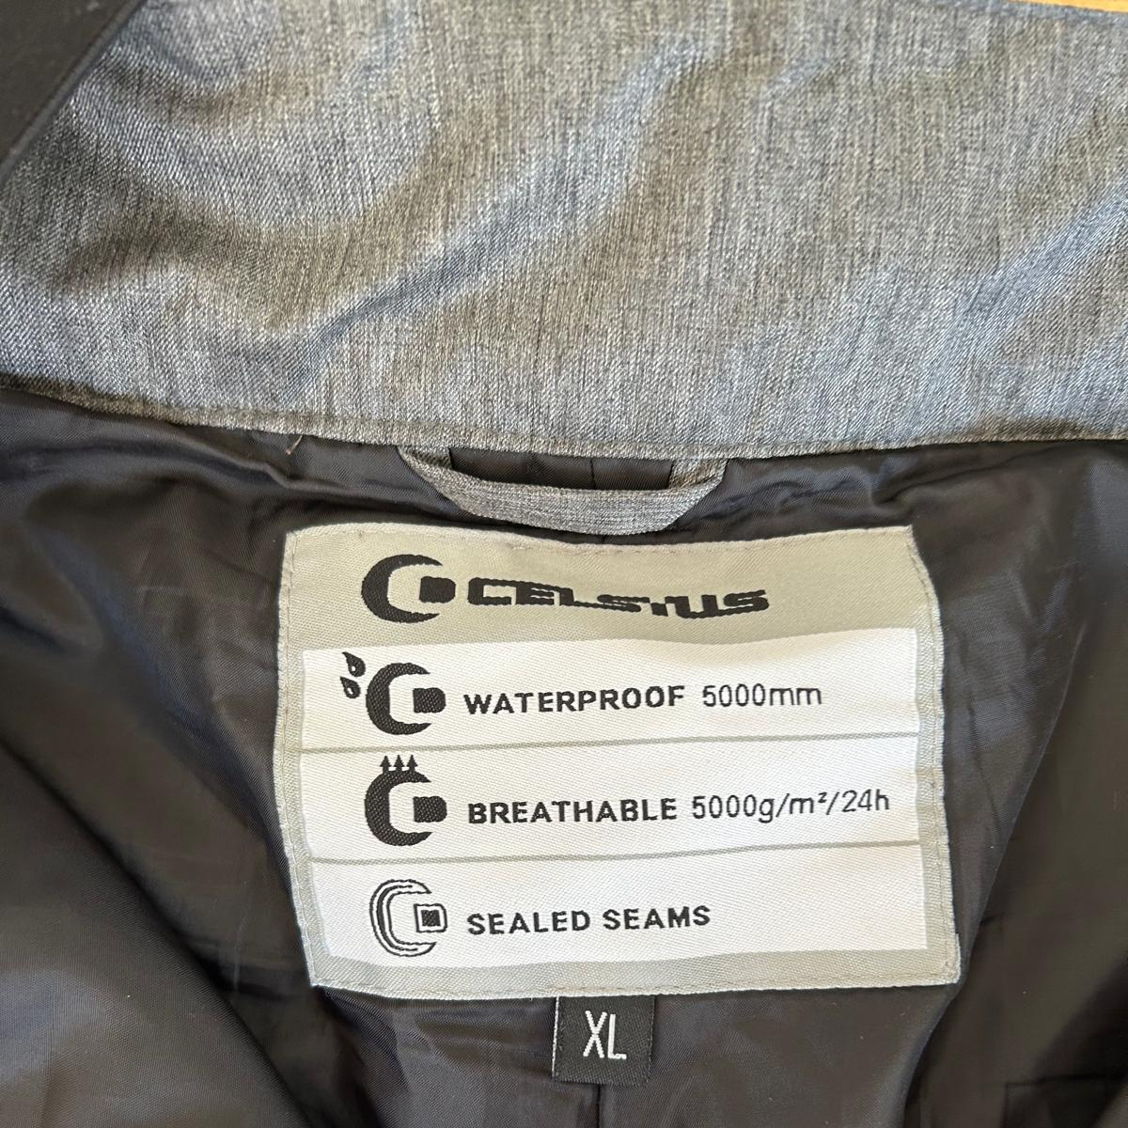 CELSIUS
WATERPROOF 5000mm
BREATHABLE 5000g/m²/24h
SEALED SEAMS
XL